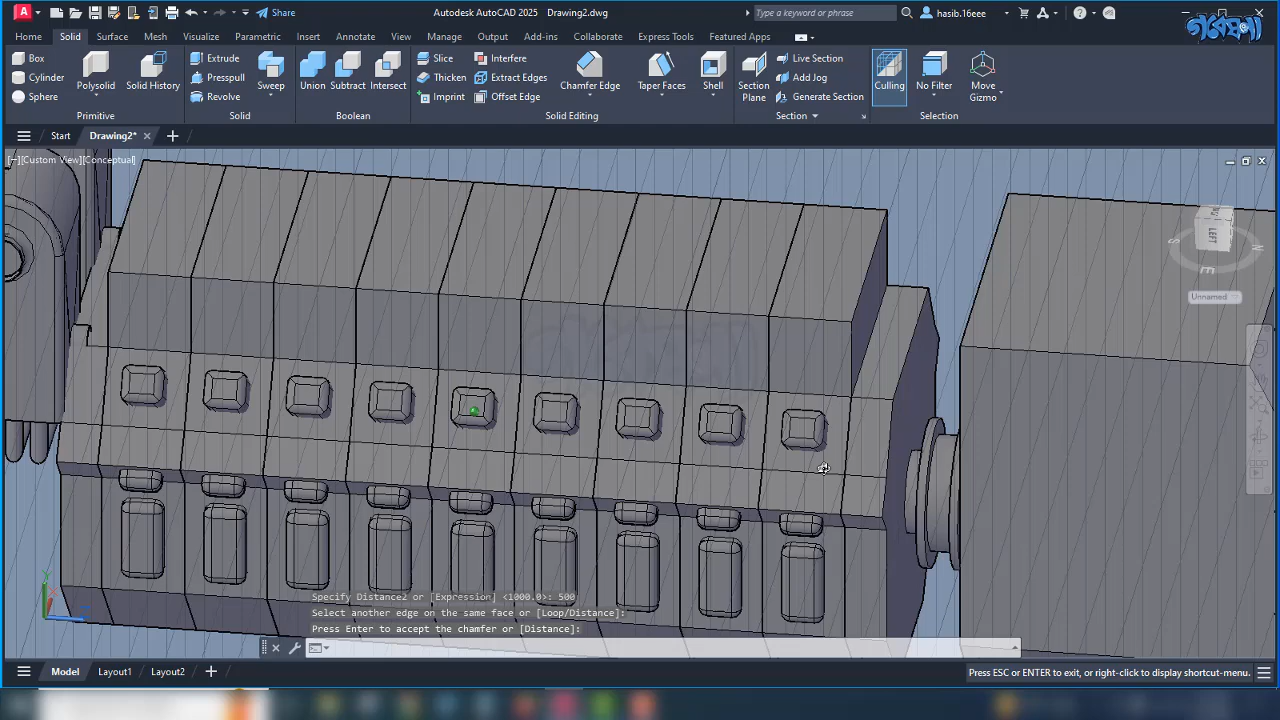 A Share Autodesk AutoCAD 2025 Drawing2.dwg Type a keyword or phrase hasib.16eee গবেষণা
Home Solid Surface Mesh Visualize Parametric Insert Annotate View Manage Output Add-ins Collaborate Express Tools Featured Apps
Box Extrude Slice Interfere Live Section
Cylinder Presspull Thicken Extract Edges Add Jog
Sphere Revolve Imprint Offset Edge Generate Section
Polysolid Solid History Sweep Union Subtract Intersect Chamfer Edge Taper Faces Shell Section Plane Culling No Filter Move Gizmo
Primitive Solid Boolean Solid Editing Section Selection
Start Drawing2*
[−][Custom View][Conceptual]
LEFT
S
N
E
Unnamed
Y
Specify Distance2 or [Expression] <1000.0>: 500
Select another edge on the same face or [Loop/Distance]:
Press Enter to accept the chamfer or [Distance]:
Model Layout1 Layout2 Press ESC or ENTER to exit, or right-click to display shortcut-menu.